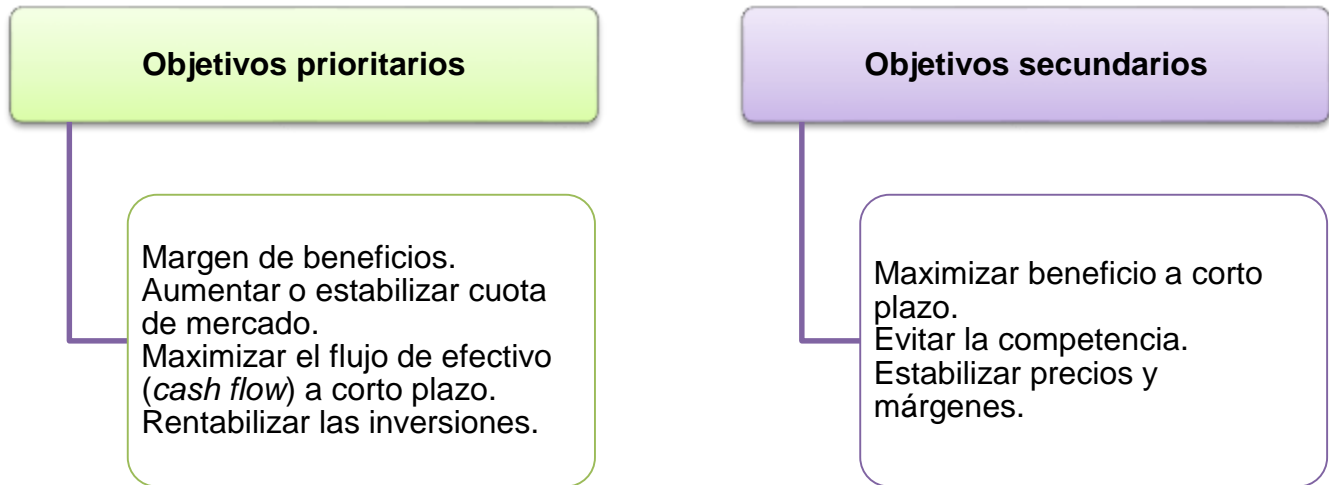 Objetivos prioritarios
Margen de beneficios.
Aumentar o estabilizar cuota
de mercado.
Maximizar el flujo de efectivo
(cash flow) a corto plazo.
Rentabilizar las inversiones.
Objetivos secundarios
Maximizar beneficio a corto
plazo.
Evitar la competencia.
Estabilizar precios y
márgenes.